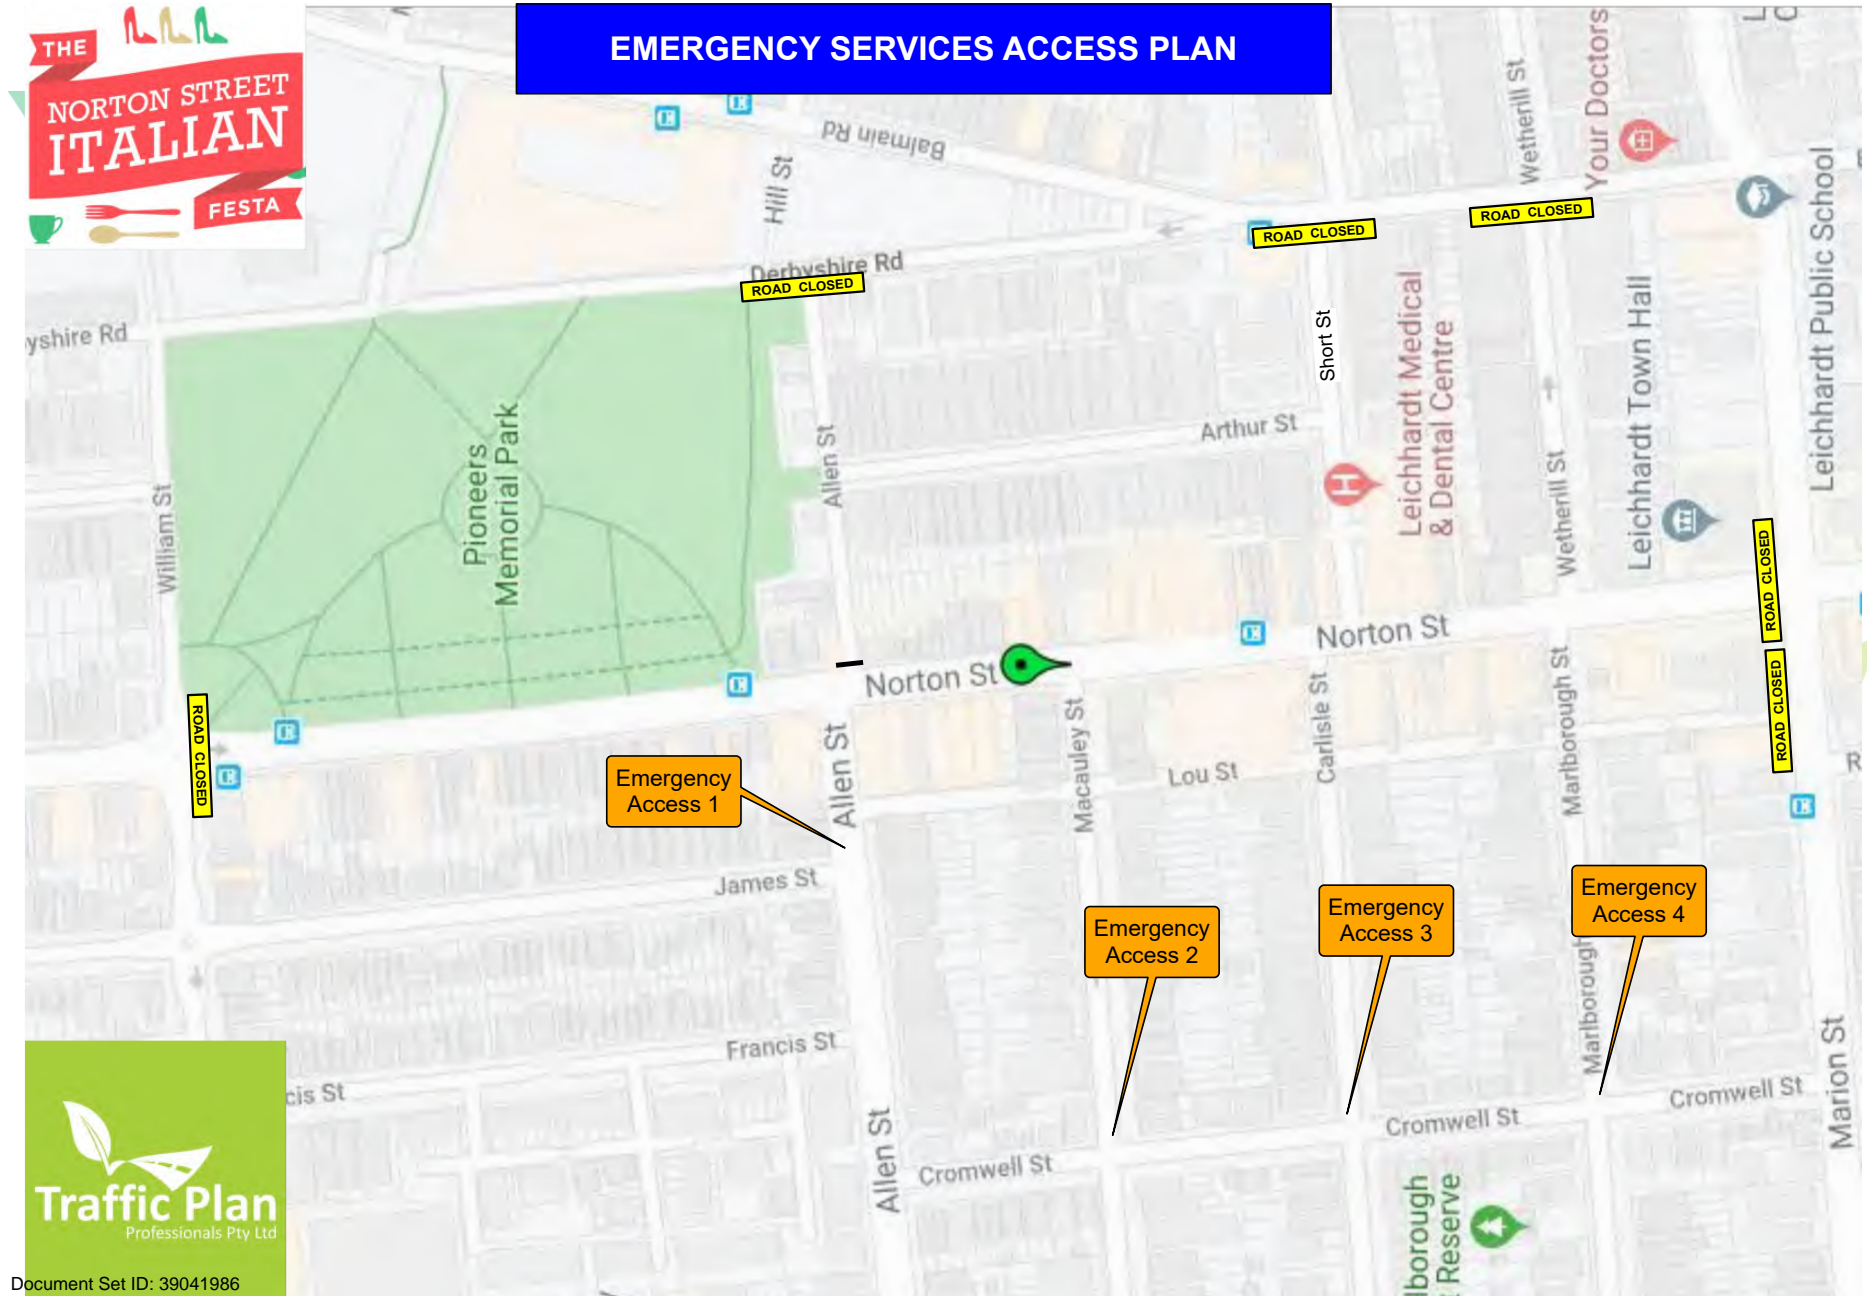 THE
NORTON STREET
ITALIAN
FESTA
EMERGENCY SERVICES ACCESS PLAN
Balmain Rd
Hill St
Wetherill St
Your Doctors
Leichhardt Public School
ROAD CLOSED
ROAD CLOSED
Derbyshire Rd
ROAD CLOSED
yshire Rd
Short St
Leichhardt Medical
& Dental Centre
Leichhardt Town Hall
Arthur St
Allen St
Pioneers
Memorial Park
William St
Wetherill St
ROAD CLOSED
ROAD CLOSED
Norton St
Norton St
ROAD CLOSED
Allen St
Macauley St
Carlisle St
Marlborough St
Lou St
Emergency
Access 1
James St
Emergency
Access 2
Emergency
Access 3
Emergency
Access 4
Marlborough
Francis St
cis St
Cromwell St
Cromwell St
Cromwell St
Marion St
Allen St
lborough
t Reserve
Traffic Plan
Professionals Pty Ltd
Document Set ID: 39041986